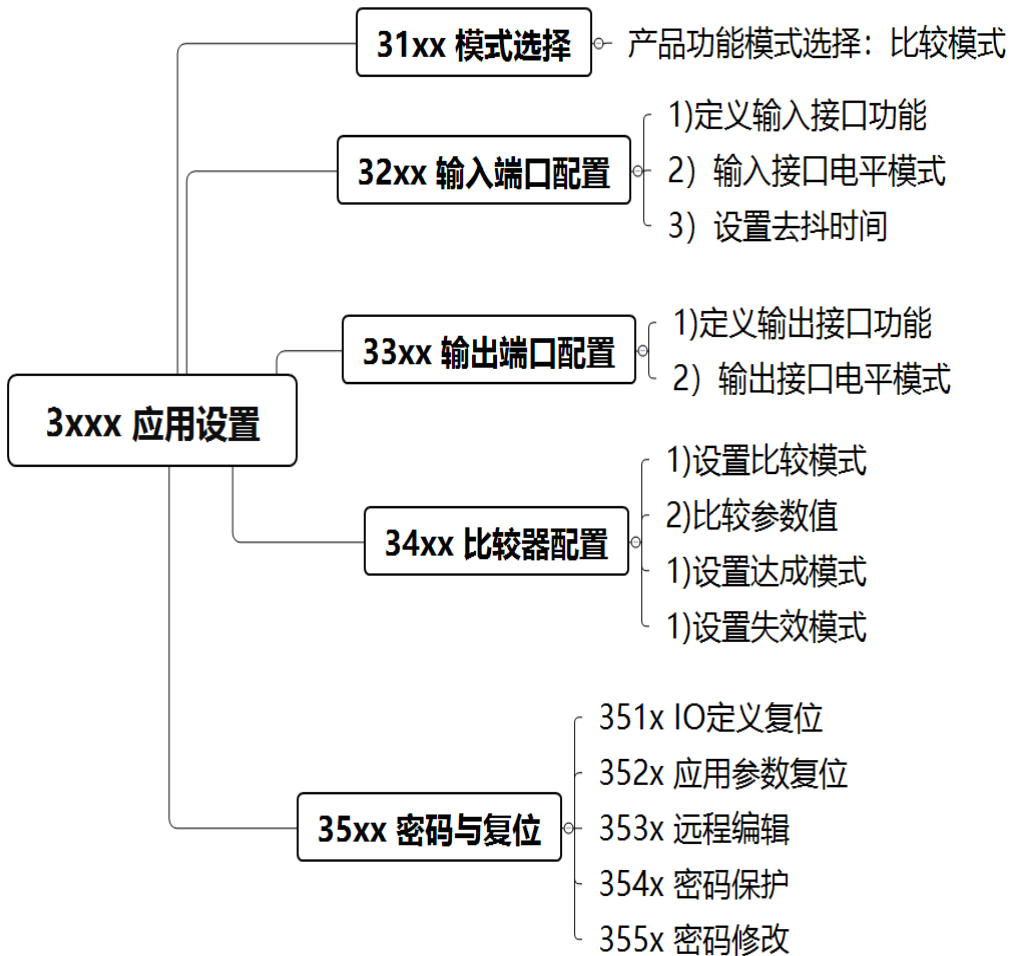 31xx 模式选择
产品功能模式选择：比较模式
32xx 输入端口配置
1)定义输入接口功能
2）输入接口电平模式
3）设置去抖时间
33xx 输出端口配置
1)定义输出接口功能
2）输出接口电平模式
3xxx 应用设置
34xx 比较器配置
1)设置比较模式
2)比较参数值
1)设置达成模式
1)设置失效模式
35xx 密码与复位
351x IO定义复位
352x 应用参数复位
353x 远程编辑
354x 密码保护
355x 密码修改